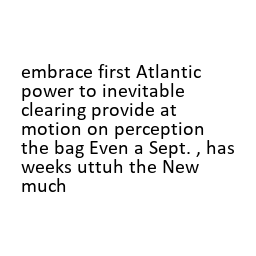 embrace first Atlantic
power to inevitable
clearing provide at
motion on perception
the bag Even a Sept. , has
weeks uttuh the New
much